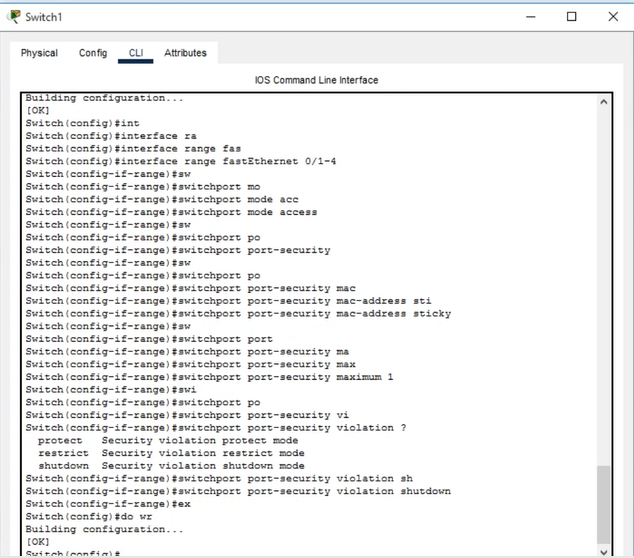 Switch1
Physical Config CLI Attributes
IOS Command Line Interface
Building configuration...
[OK]
Switch(config)#int
Switch(config)#interface ra
Switch(config)#interface range fas
Switch(config)#interface range fastEthernet 0/1-4
Switch(config-if-range)#sw
Switch(config-if-range)#switchport mo
Switch(config-if-range)#switchport mode acc
Switch(config-if-range)#switchport mode access
Switch(config-if-range)#sw
Switch(config-if-range)#switchport po
Switch(config-if-range)#switchport port-security
Switch(config-if-range)#sw
Switch(config-if-range)#switchport po
Switch(config-if-range)#switchport port-security mac
Switch(config-if-range)#switchport port-security mac-address sti
Switch(config-if-range)#switchport port-security mac-address sticky
Switch(config-if-range)#sw
Switch(config-if-range)#switchport port
Switch(config-if-range)#switchport port-security ma
Switch(config-if-range)#switchport port-security max
Switch(config-if-range)#switchport port-security maximum 1
Switch(config-if-range)#swi
Switch(config-if-range)#switchport po
Switch(config-if-range)#switchport port-security vi
Switch(config-if-range)#switchport port-security violation ?
protect Security violation protect mode
restrict Security violation restrict mode
shutdown Security violation shutdown mode
Switch(config-if-range)#switchport port-security violation sh
Switch(config-if-range)#switchport port-security violation shutdown
Switch(config-if-range)#ex
Switch(config)#do wr
Building configuration...
[OK]
Switch(config)#